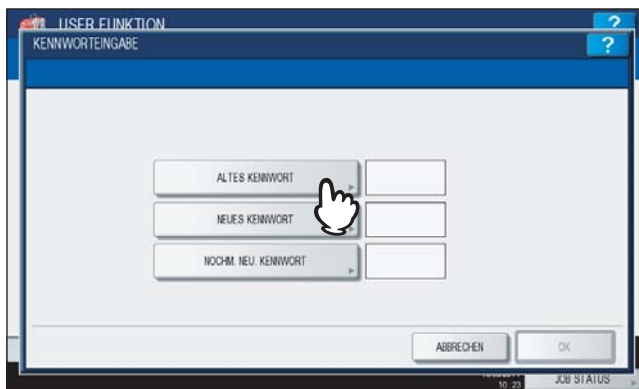 USER FUNKTION
?
KENNWORTEINGABE
?
ALTES KENNWORT
NEUES KENNWORT
NOCHM. NEU. KENNWORT
ABBRECHEN
OK
10:23
JOB STATUS